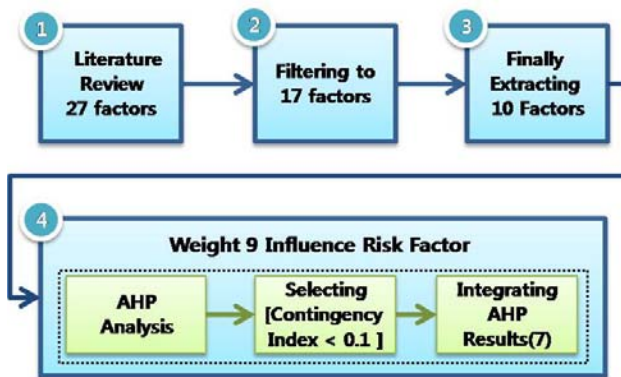 1
Literature
Review
27 factors
2
Filtering to
17 factors
3
Finally
Extracting
10 Factors
4
Weight 9 Influence Risk Factor
AHP
Analysis
Selecting
[Contingency
Index < 0.1 ]
Integrating
AHP
Results(7)